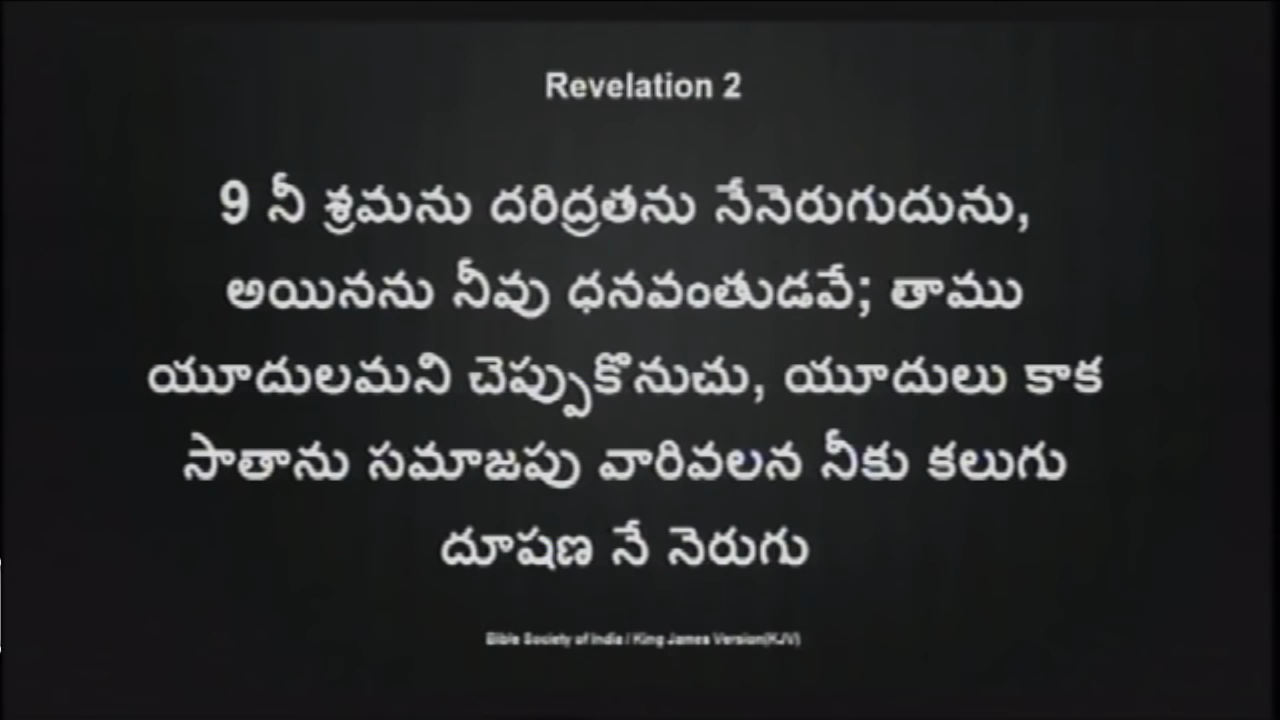 Revelation 2
9 నీ శ్రమను దరిద్రతను నేనెరుగుదును,
అయినను నీవు ధనవంతుడవే; తాము
యూదులమని చెప్పుకొనుచు, యూదులు కాక
సాతాను సమాజపు వారివలన నీకు కలుగు
దూషణ నే నెరుగు
Bible Society of India / King James Version(KJV)